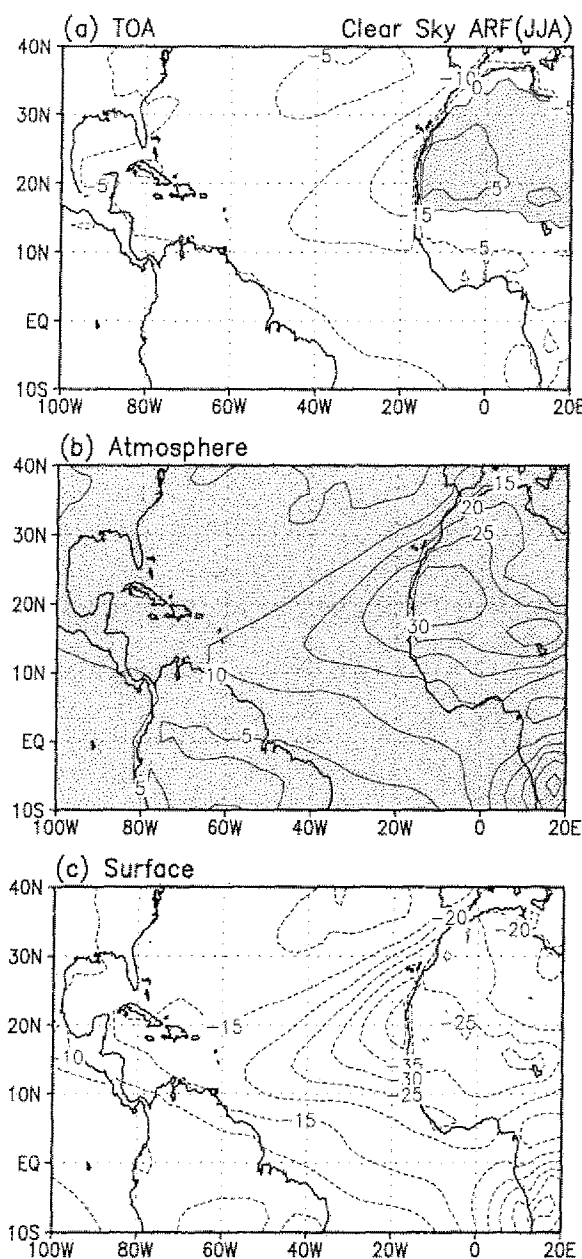 (a) TOA Clear Sky ARF(JJA)
40N
30N
20N
10N
EQ
10S
100W 80W 60W 40W 20W 0 20E
-5
-10
0
-5
5
15
-5
(b) Atmosphere
40N
30N
20N
10N
EQ
10S
100W 80W 60W 40W 20W 0 20E
15
20
25
30
10
5
5
(c) Surface
40N
30N
20N
10N
EQ
10S
100W 80W 60W 40W 20W 0 20E
-20
-20
-15
-25
10
-35
-30
-25
-15